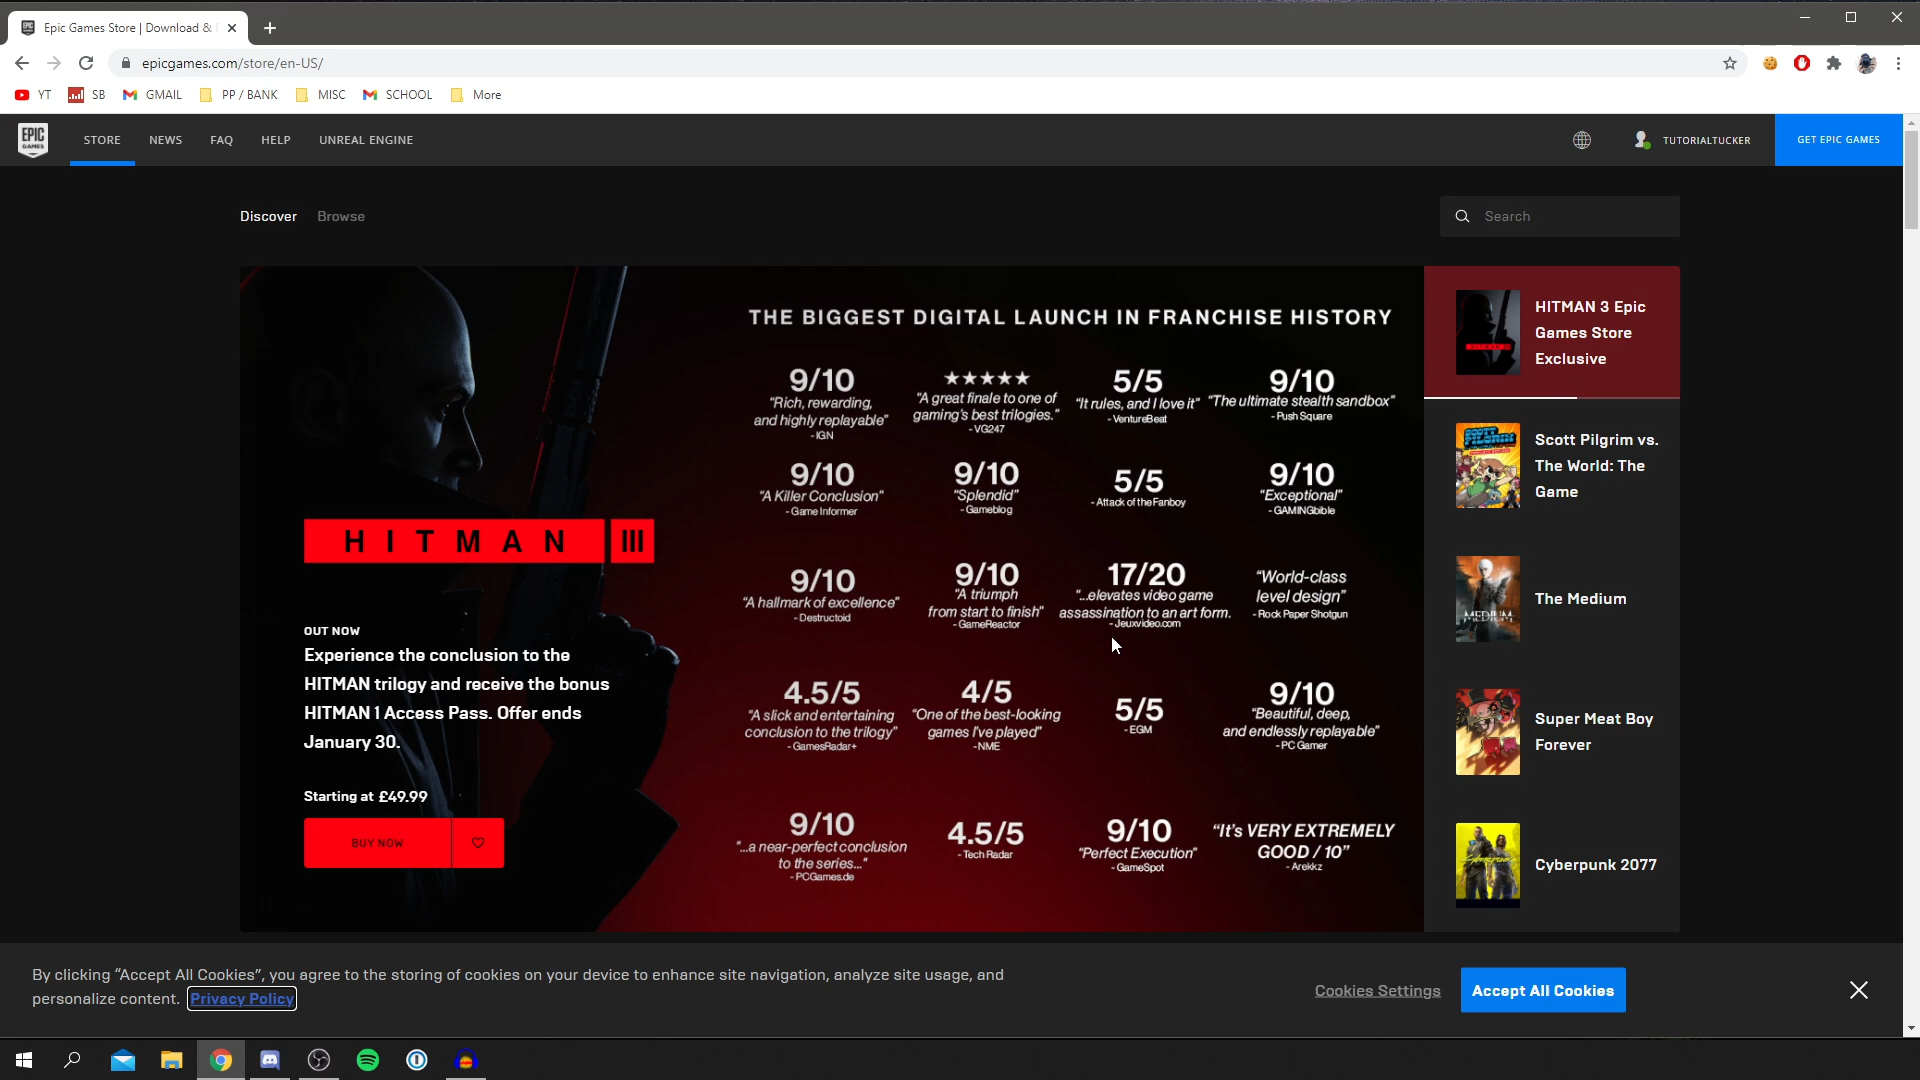 Epic Games Store | Download &
epicgames.com/store/en-US/
YT
SB
GMAIL
PP / BANK
MISC
SCHOOL
More
EPIC
GAMES
STORE
NEWS
FAQ
HELP
UNREAL ENGINE
TUTORIALTUCKER
GET EPIC GAMES
Discover
Browse
Search
THE BIGGEST DIGITAL LAUNCH IN FRANCHISE HISTORY
9/10
"Rich, rewarding,
and highly replayable"
- IGN
★★★★★
"A great finale to one of
gaming's best trilogies."
- VG247
5/5
"It rules, and I love it"
- VentureBeat
9/10
"The ultimate stealth sandbox"
- Push Square
9/10
"A Killer Conclusion"
- Game Informer
9/10
"Splendid"
- Gameblog
5/5
- Attack of the Fanboy
9/10
"Exceptional"
- GAMINGbible
9/10
"A hallmark of excellence"
- Destructoid
9/10
"A triumph
from start to finish"
- GameReactor
17/20
"...elevates video game
assassination to an art form.
- Jeuxvideo.com
"World-class
level design"
- Rock Paper Shotgun
4.5/5
"A slick and entertaining
conclusion to the trilogy"
- GamesRadar+
4/5
"One of the best-looking
games I've played"
-NME
5/5
- EGM
9/10
"Beautiful, deep,
and endlessly replayable"
- PC Gamer
9/10
"...a near-perfect conclusion
to the series..."
- PCGames.de
4.5/5
- Tech Radar
9/10
"Perfect Execution"
- GameSpot
"It's VERY EXTREMELY
GOOD / 10"
- Arekkz
HITMAN III
OUT NOW
Experience the conclusion to the
HITMAN trilogy and receive the bonus
HITMAN 1 Access Pass. Offer ends
January 30.
Starting at £49.99
BUY NOW
HITMAN III
HITMAN 3 Epic
Games Store
Exclusive
SCOTT
PILGRIM
Scott Pilgrim vs.
The World: The
Game
MEDIUM
The Medium
Super Meat Boy
Forever
Cyberpunk
Cyberpunk 2077
By clicking “Accept All Cookies”, you agree to the storing of cookies on your device to enhance site navigation, analyze site usage, and
personalize content. Privacy Policy
Cookies Settings
Accept All Cookies